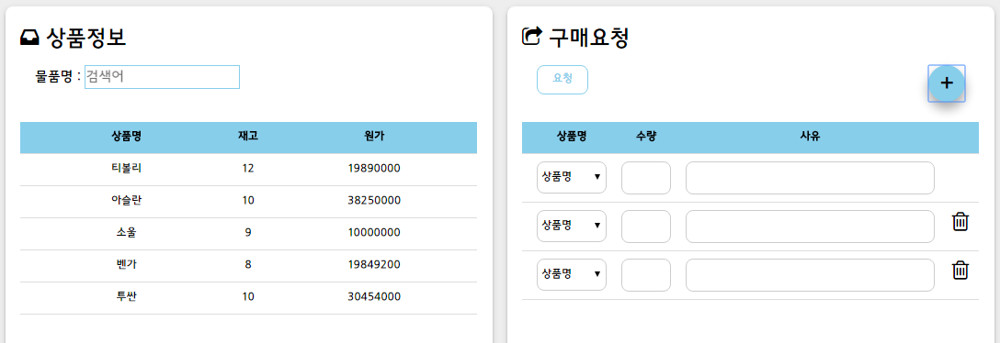 상품정보
물품명 : 검색어
상품명 재고 원가
티볼리 12 19890000
아슬란 10 38250000
소울 9 10000000
벤가 8 19849200
투싼 10 30454000
구매요청
요청 +
상품명 수량 사유
상품명
상품명
상품명